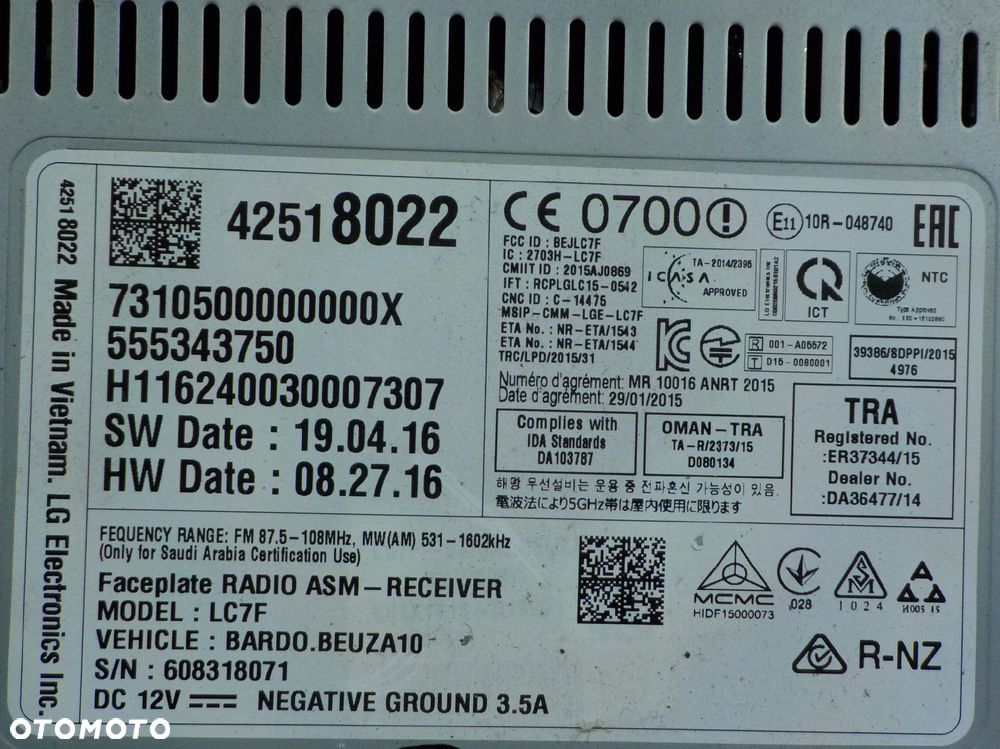 42518022 Made in Vietnam. LG Electronics Inc.
42518022
7310500000000X
555343750
H116240030007307
SW Date : 19.04.16
HW Date : 08.27.16
CE 0700
E11 10R-048740
EAC
FCC ID : BEJLC7F
IC : 2703H-LC7F
CMIIT ID : 2015AJ0869
IFT : RCPLGLC15-0542
CNC ID : C-14475
MSIP-CMM-LGE-LC7F
ETA No. : NR-ETA/1543
ETA No. : NR-ETA/1544
TRC/LPD/2015/31
TA-2014/2395
ICASA
APPROVED
ICT
NTC
Type Approved
R 001-A05572
T D15-0080001
39386/SDPPI/2015
4976
Numéro d'agrément: MR 10016 ANRT 2015
Date d'agrément: 29/01/2015
Complies with
IDA Standards
DA103787
OMAN-TRA
TA-R/2373/15
D080134
TRA
Registered No.
:ER37344/15
Dealer No.
:DA36477/14
해당 무선설비는 운용 중 전파혼신 가능성이 있음.
電波法により5GHz帯は屋内使用に限ります
FEQUENCY RANGE: FM 87.5-108MHz, MW(AM) 531-1602kHz
(Only for Saudi Arabia Certification Use)
Faceplate RADIO ASM-RECEIVER
MODEL : LC7F
VEHICLE : BARDO.BEUZA10
S/N : 608318071
DC 12V NEGATIVE GROUND 3.5A
MCMC
HIDF15000073
028
1024
R-NZ
OTOMOTO